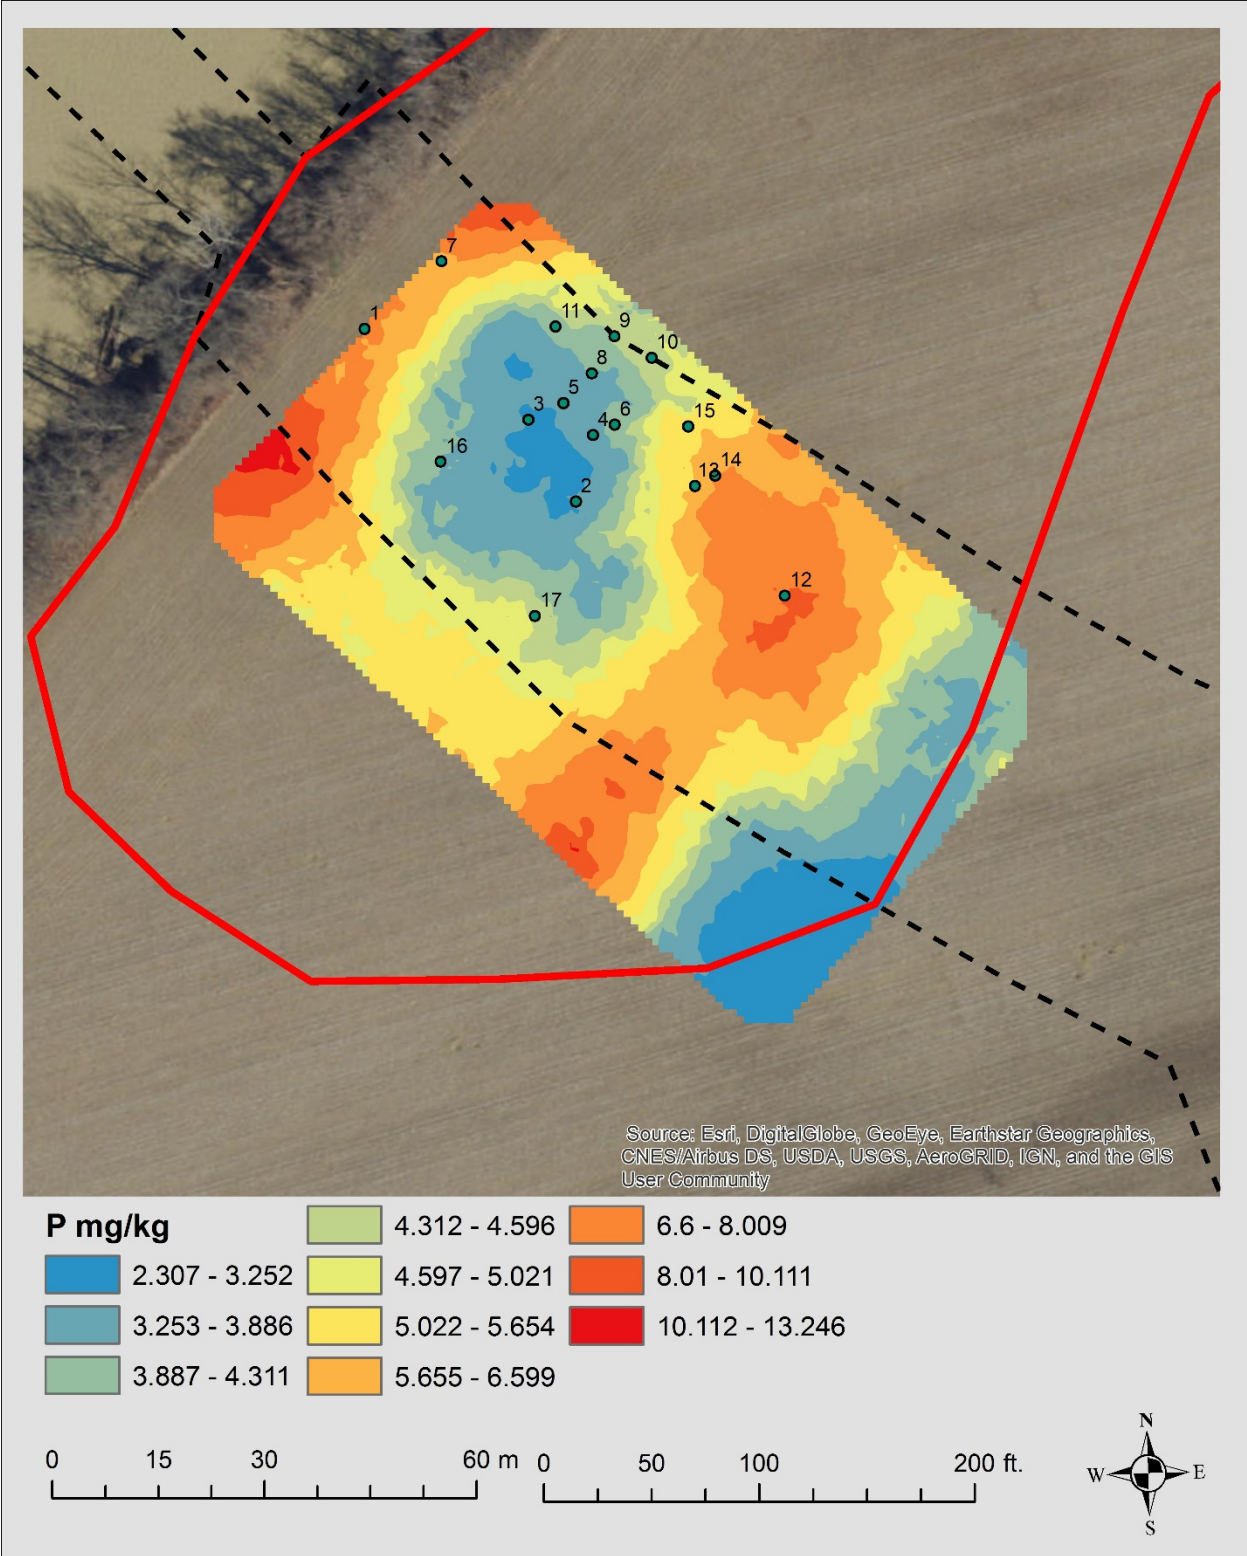 7
1
11
9
10
8
5
3
4
6
15
16
14
13
2
12
17
Source: Esri, DigitalGlobe, GeoEye, Earthstar Geographics,
CNES/Airbus DS, USDA, USGS, AeroGRID, IGN, and the GIS
User Community
P mg/kg
2.307 - 3.252
3.253 - 3.886
3.887 - 4.311
4.312 - 4.596
4.597 - 5.021
5.022 - 5.654
5.655 - 6.599
6.6 - 8.009
8.01 - 10.111
10.112 - 13.246
0 15 30 60 m
0 50 100 200 ft.
N
W E
S